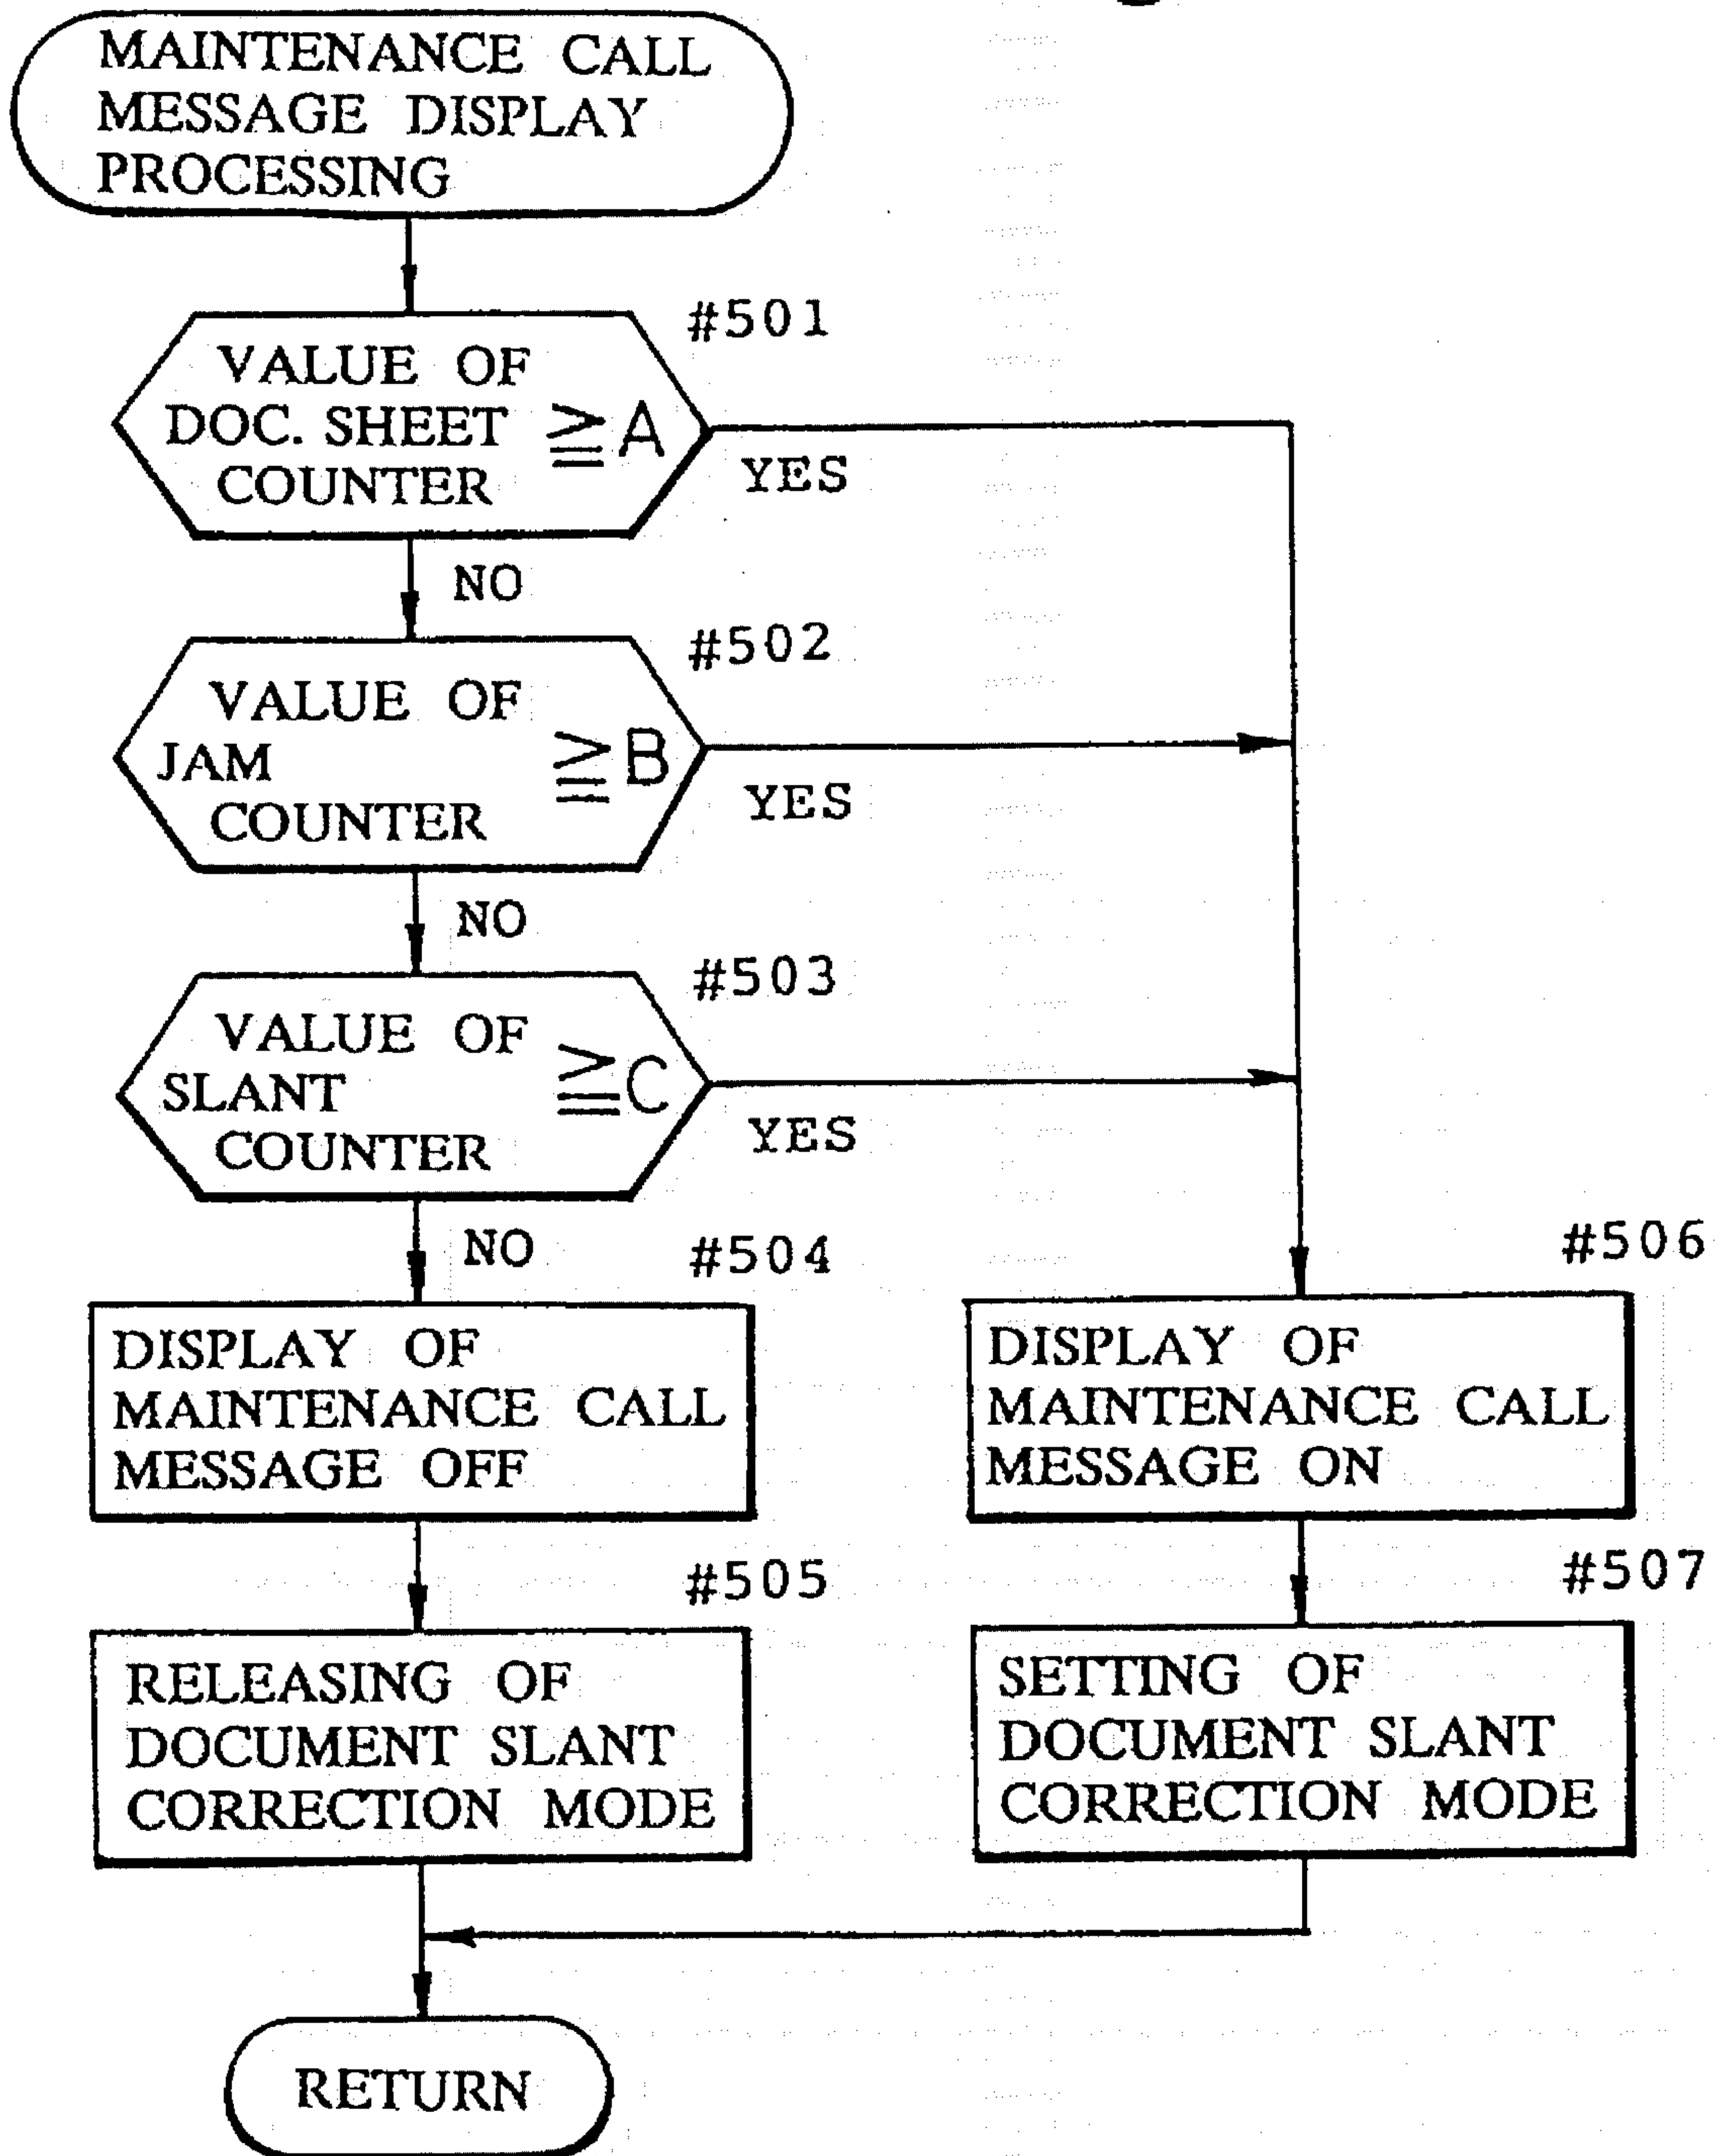 MAINTENANCE CALL
MESSAGE DISPLAY
PROCESSING
#501
VALUE OF
DOC. SHEET ≧A
COUNTER
YES
NO
#502
VALUE OF
JAM ≧B
COUNTER
YES
NO
#503
VALUE OF
SLANT ≧C
COUNTER
YES
NO
#504
DISPLAY OF
MAINTENANCE CALL
MESSAGE OFF
#505
RELEASING OF
DOCUMENT SLANT
CORRECTION MODE
#506
DISPLAY OF
MAINTENANCE CALL
MESSAGE ON
#507
SETTING OF
DOCUMENT SLANT
CORRECTION MODE
RETURN